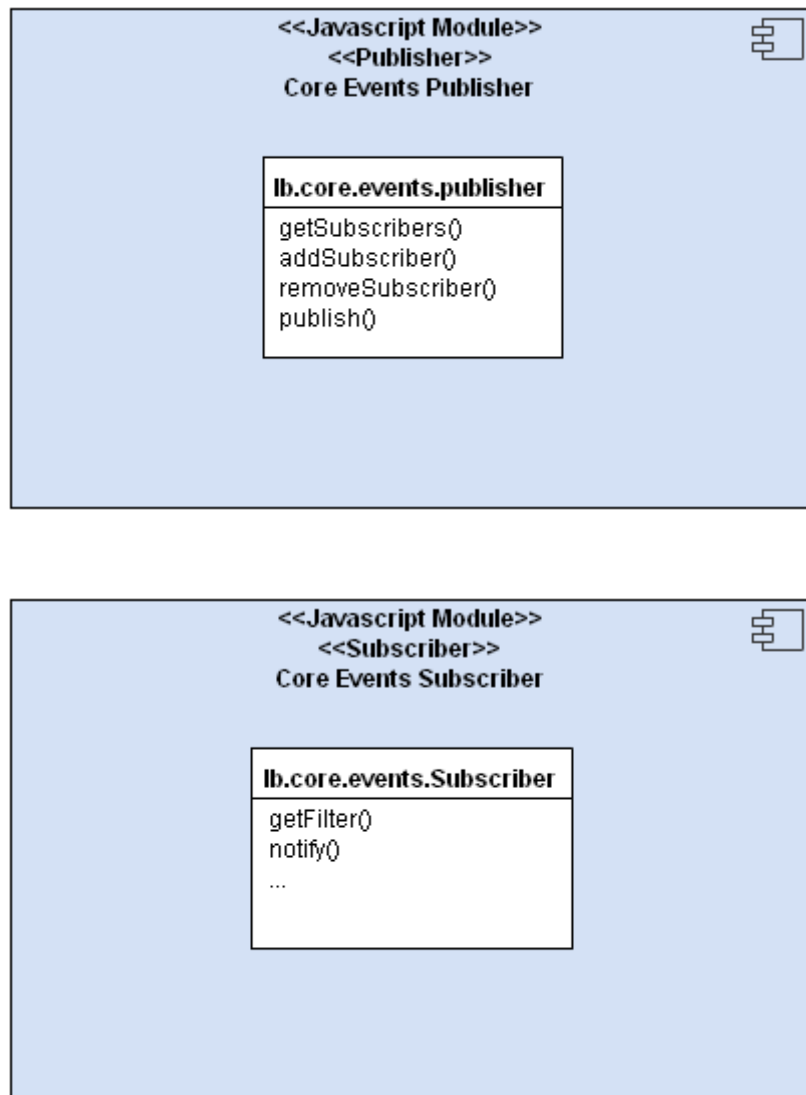 <<Javascript Module>>
<<Publisher>>
Core Events Publisher
lb.core.events.publisher
getSubscribers()
addSubscriber()
removeSubscriber()
publish()
<<Javascript Module>>
<<Subscriber>>
Core Events Subscriber
lb.core.events.Subscriber
getFilter()
notify()
...